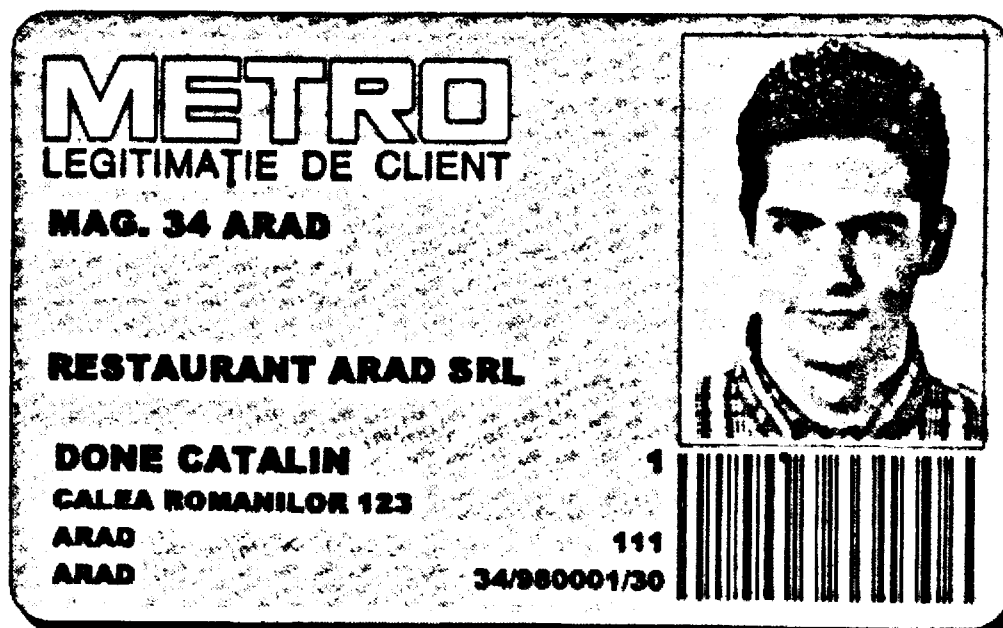 METRO
LEGITIMAȚIE DE CLIENT
MAG. 34 ARAD
RESTAURANT ARAD SRL
DONE CATALIN 1
CALEA ROMANILOR 123
ARAD 111
ARAD 34/980001/30